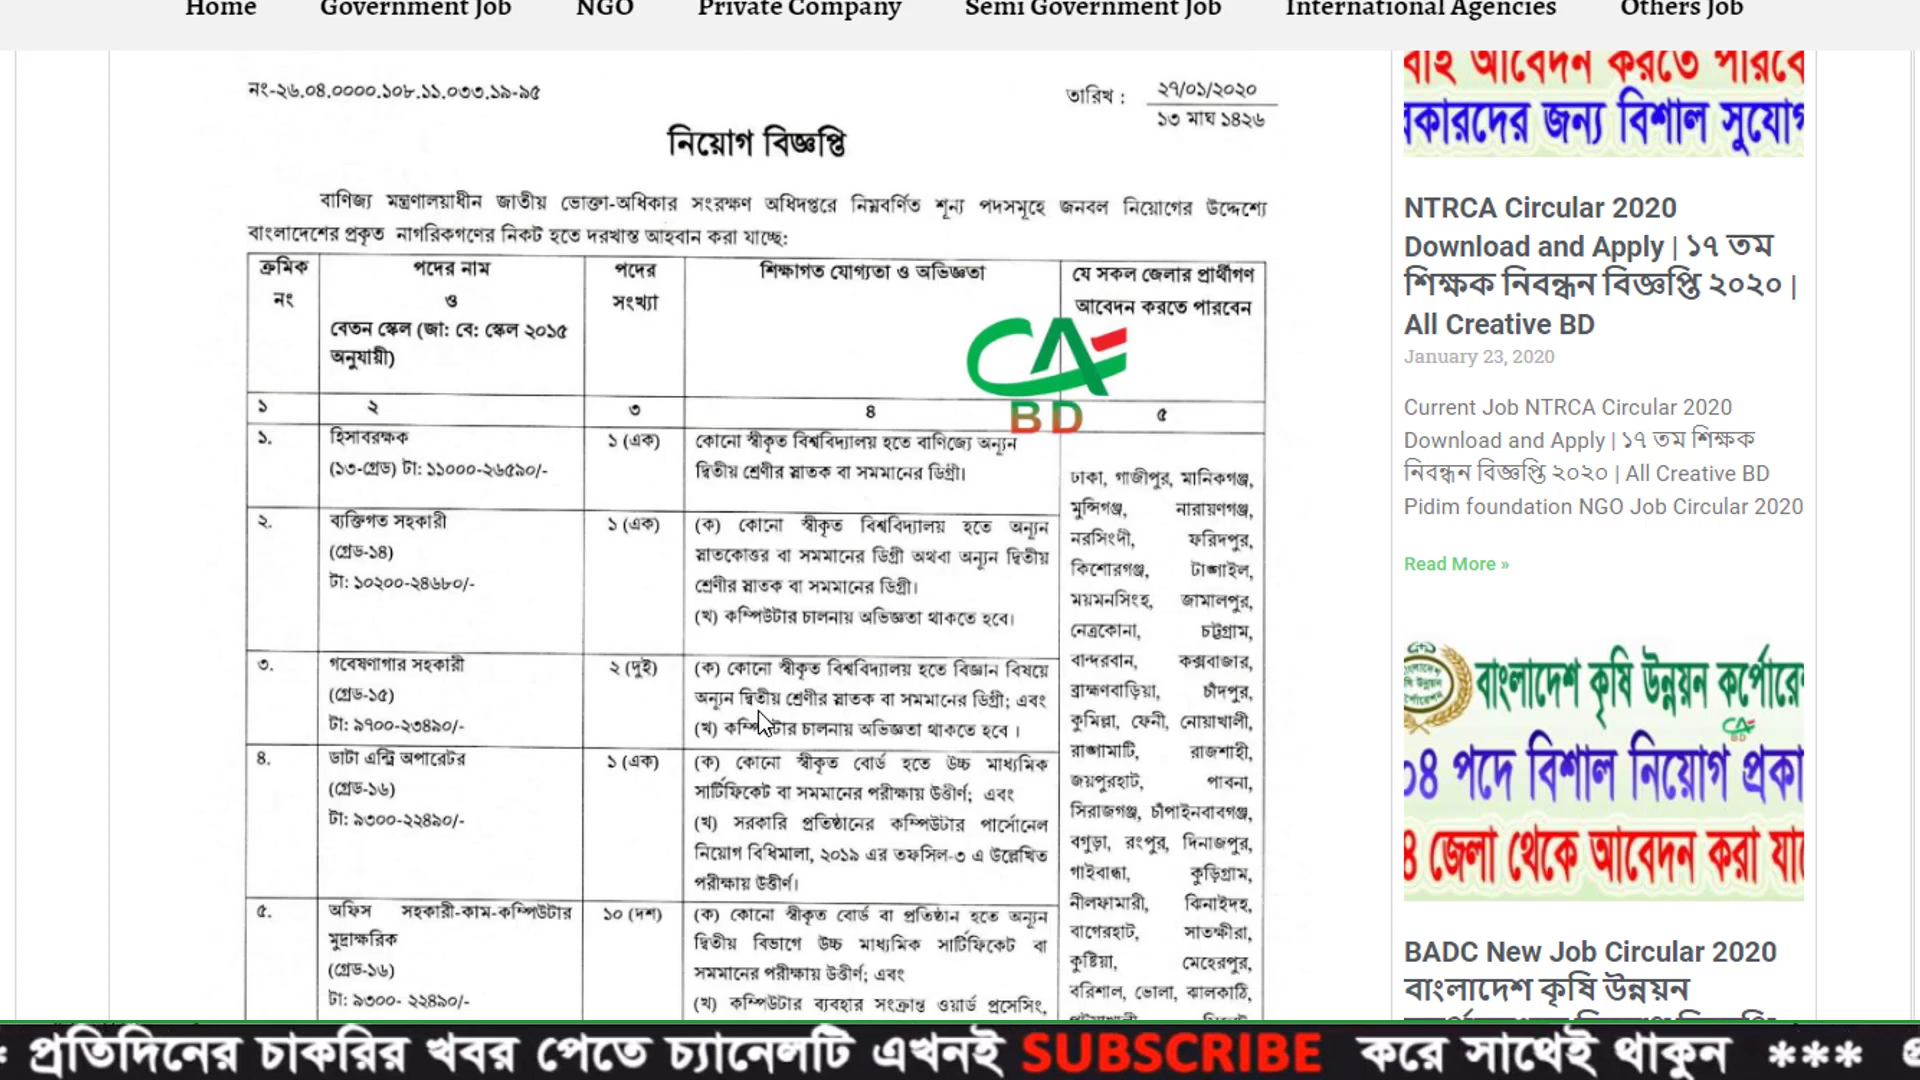 Home Government Job NGO Private Company Semi Government Job International Agencies Others Job
নং-২৬.০৪.০০০০.১০৮.১১.০৩৩.১৯-৯৫
তারিখ : ২৭/০১/২০২০
১৩ মাঘ ১৪২৬
নিয়োগ বিজ্ঞপ্তি
বাণিজ্য মন্ত্রণালয়াধীন জাতীয় ভোক্তা-অধিকার সংরক্ষণ অধিদপ্তরে নিম্নবর্ণিত শূন্য পদসমূহে জনবল নিয়োগের উদ্দেশ্যে
বাংলাদেশের প্রকৃত নাগরিকগণের নিকট হতে দরখাস্ত আহবান করা যাচ্ছে:
ক্রমিক
নং
পদের নাম
ও
বেতন স্কেল (জা: বে: স্কেল ২০১৫
অনুযায়ী)
পদের
সংখ্যা
শিক্ষাগত যোগ্যতা ও অভিজ্ঞতা
যে সকল জেলার প্রার্থীগণ
আবেদন করতে পারবেন
CA
BD
১ ২ ৩ ৪ ৫
১.
হিসাবরক্ষক
(১৩-গ্রেড) টা: ১১০০০-২৬৫৯০/-
১ (এক)
কোনো স্বীকৃত বিশ্ববিদ্যালয় হতে বাণিজ্যে অন্যূন
দ্বিতীয় শ্রেণীর স্নাতক বা সমমানের ডিগ্রী।
২.
ব্যক্তিগত সহকারী
(গ্রেড-১৪)
টা: ১০২০০-২৪৬৮০/-
১ (এক)
(ক) কোনো স্বীকৃত বিশ্ববিদ্যালয় হতে অন্যূন
স্নাতকোত্তর বা সমমানের ডিগ্রী অথবা অন্যূন দ্বিতীয়
শ্রেণীর স্নাতক বা সমমানের ডিগ্রী।
(খ) কম্পিউটার চালনায় অভিজ্ঞতা থাকতে হবে।
৩.
গবেষণাগার সহকারী
(গ্রেড-১৫)
টা: ৯৭০০-২৩৪৯০/-
২ (দুই)
(ক) কোনো স্বীকৃত বিশ্ববিদ্যালয় হতে বিজ্ঞান বিষয়ে
অন্যূন দ্বিতীয় শ্রেণীর স্নাতক বা সমমানের ডিগ্রী; এবং
(খ) কম্পিউটার চালনায় অভিজ্ঞতা থাকতে হবে ।
৪.
ডাটা এন্ট্রি অপারেটর
(গ্রেড-১৬)
টা: ৯৩০০-২২৪৯০/-
১ (এক)
(ক) কোনো স্বীকৃত বোর্ড হতে উচ্চ মাধ্যমিক
সার্টিফিকেট বা সমমানের পরীক্ষায় উত্তীর্ণ; এবং
(খ) সরকারি প্রতিষ্ঠানের কম্পিউটার পার্সোনেল
নিয়োগ বিধিমালা, ২০১৯ এর তফসিল-৩ এ উল্লেখিত
পরীক্ষায় উত্তীর্ণ।
৫.
অফিস সহকারী-কাম-কম্পিউটার
মুদ্রাক্ষরিক
(গ্রেড-১৬)
টা: ৯৩০০- ২২৪৯০/-
১০ (দশ)
(ক) কোনো স্বীকৃত বোর্ড বা প্রতিষ্ঠান হতে অন্যূন
দ্বিতীয় বিভাগে উচ্চ মাধ্যমিক সার্টিফিকেট বা
সমমানের পরীক্ষায় উত্তীর্ণ; এবং
(খ) কম্পিউটার ব্যবহার সংক্রান্ত ওয়ার্ড প্রসেসিং,
ঢাকা, গাজীপুর, মানিকগঞ্জ,
মুন্সিগঞ্জ, নারায়ণগঞ্জ,
নরসিংদী, ফরিদপুর,
কিশোরগঞ্জ, টাঙ্গাইল,
ময়মনসিংহ, জামালপুর,
নেত্রকোনা, চট্টগ্রাম,
বান্দরবান, কক্সবাজার,
ব্রাহ্মণবাড়িয়া, চাঁদপুর,
কুমিল্লা, ফেনী, নোয়াখালী,
রাঙ্গামাটি, রাজশাহী,
জয়পুরহাট, পাবনা,
সিরাজগঞ্জ, চাঁপাইনবাবগঞ্জ,
বগুড়া, রংপুর, দিনাজপুর,
গাইবান্ধা, কুড়িগ্রাম,
নীলফামারী, ঝিনাইদহ,
বাগেরহাট, সাতক্ষীরা,
কুষ্টিয়া, মেহেরপুর,
বরিশাল, ভোলা, ঝালকাঠি,
আবেদন করতে পারবে
বিশাল সুযোগ
NTRCA Circular 2020
Download and Apply | ১৭ তম
শিক্ষক নিবন্ধন বিজ্ঞপ্তি ২০২০ |
All Creative BD
January 23, 2020
Current Job NTRCA Circular 2020
Download and Apply | ১৭ তম শিক্ষক
নিবন্ধন বিজ্ঞপ্তি ২০২০ | All Creative BD
Pidim foundation NGO Job Circular 2020
Read More »
বাংলাদেশ কৃষি উন্নয়ন কর্পোরে
০৪ পদে বিশাল নিয়োগ প্রকা
৪ জেলা থেকে আবেদন করা যা
BADC New Job Circular 2020
বাংলাদেশ কৃষি উন্নয়ন
* প্রতিদিনের চাকরির খবর পেতে চ্যানেলটি এখনই SUBSCRIBE করে সাথেই থাকুন ***